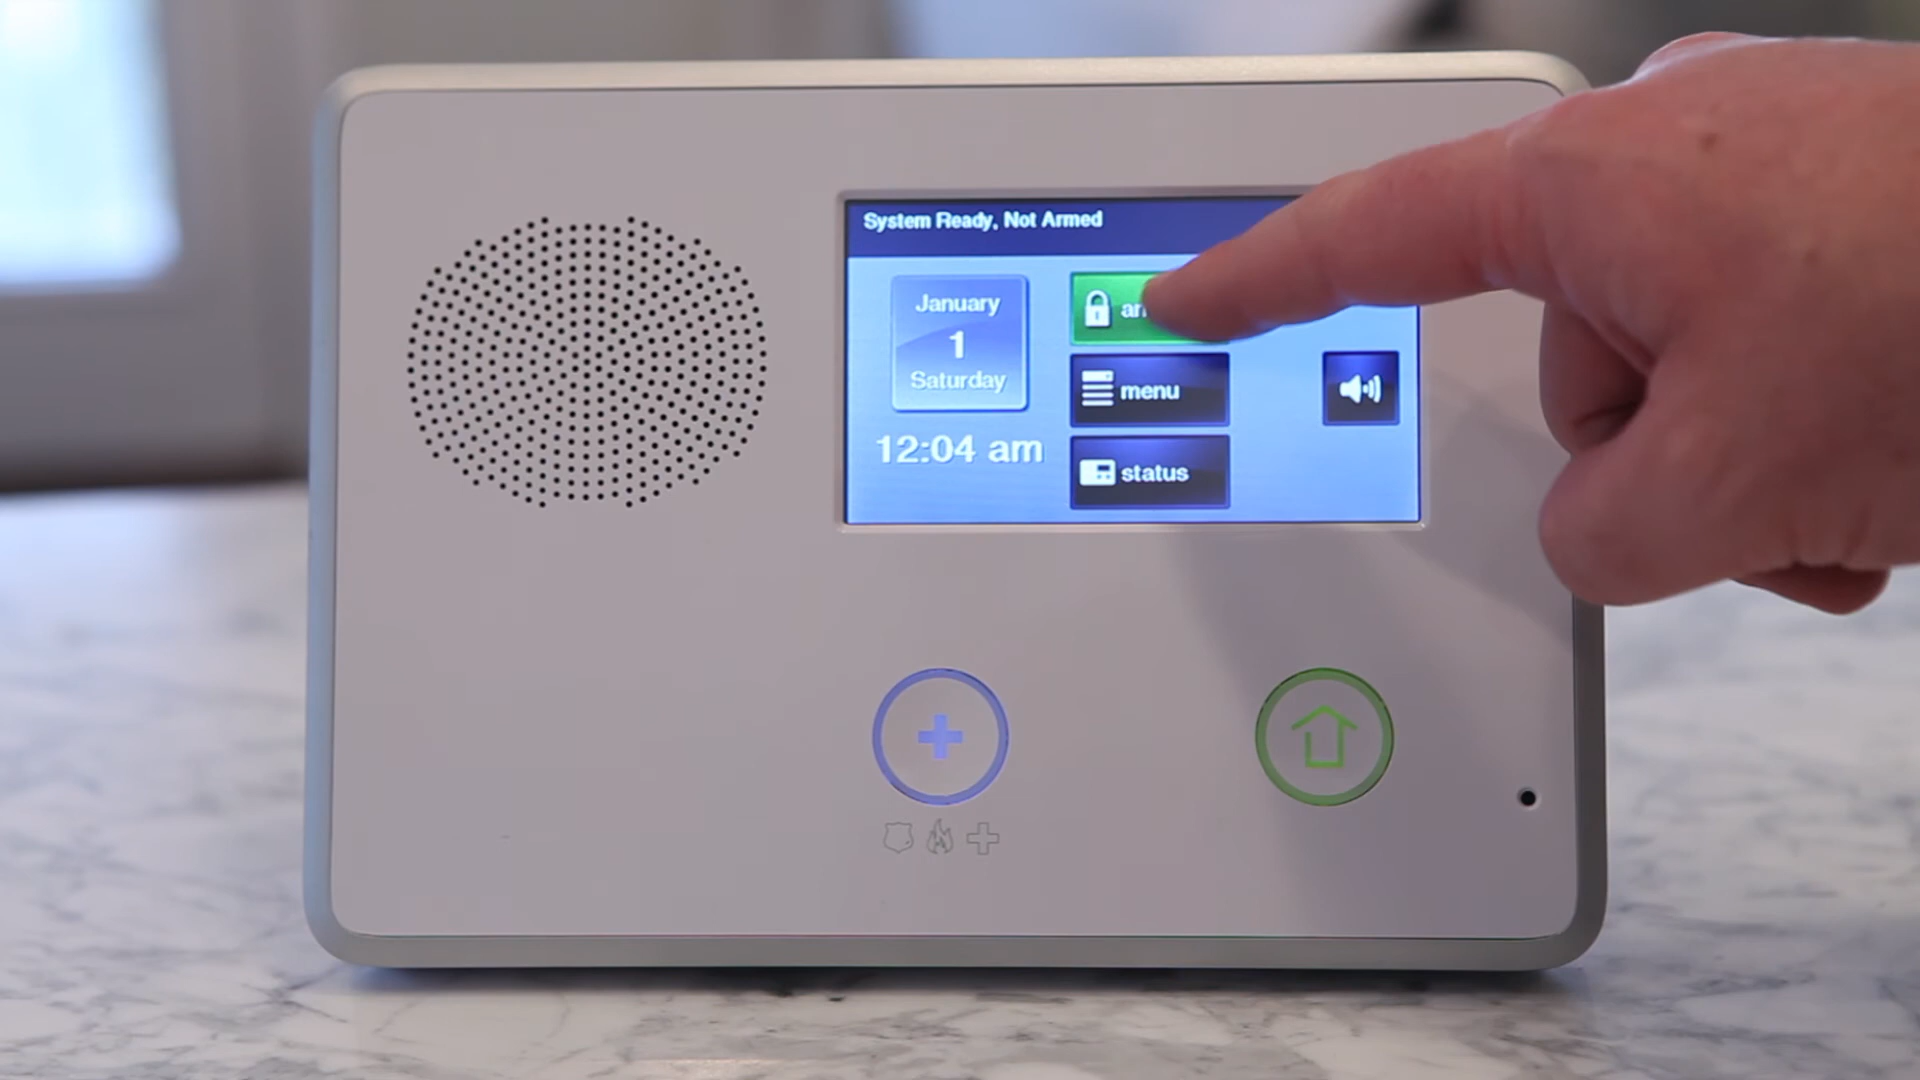 System Ready, Not Armed
January
1
Saturday
12:04 am
menu
status